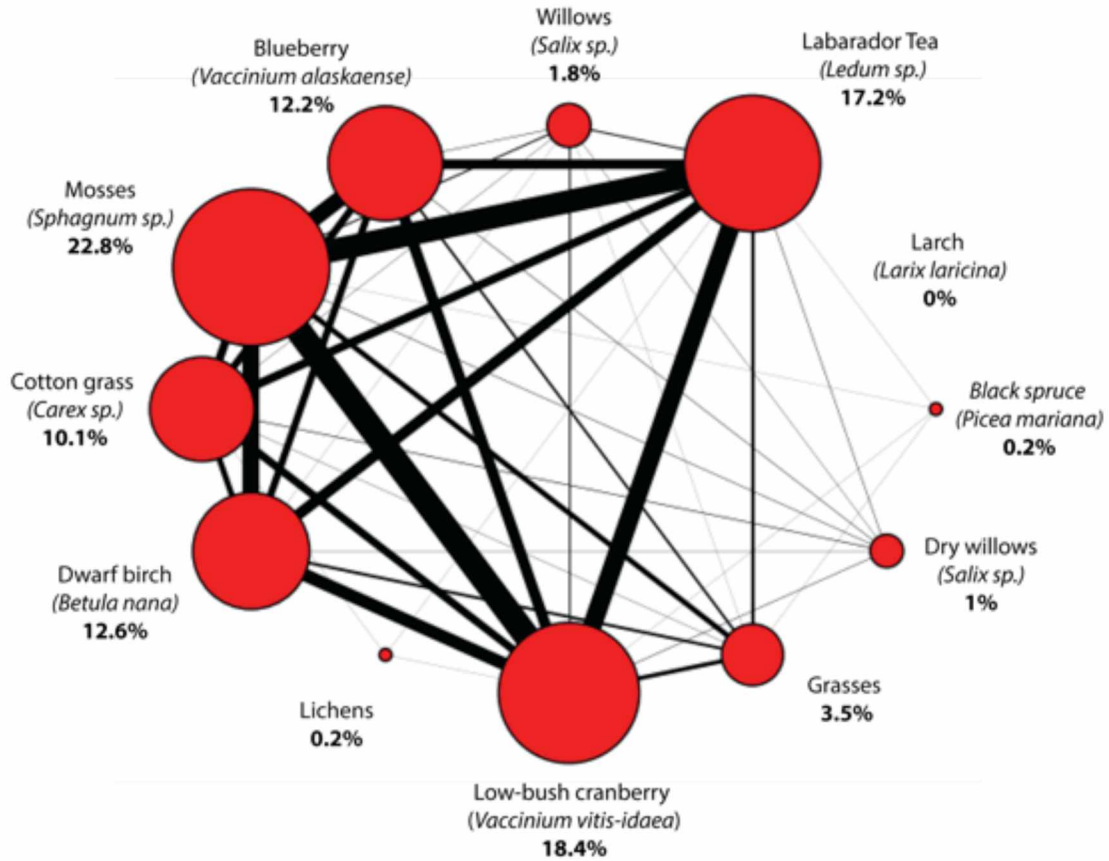 Willows
(Salix sp.)
1.8%
Blueberry
(Vaccinium alaskaense)
12.2%
Labarador Tea
(Ledum sp.)
17.2%
Mosses
(Sphagnum sp.)
22.8%
Larch
(Larix laricina)
0%
Cotton grass
(Carex sp.)
10.1%
Black spruce
(Picea mariana)
0.2%
Dry willows
(Salix sp.)
1%
Dwarf birch
(Betula nana)
12.6%
Grasses
3.5%
Lichens
0.2%
Low-bush cranberry
(Vaccinium vitis-idaea)
18.4%